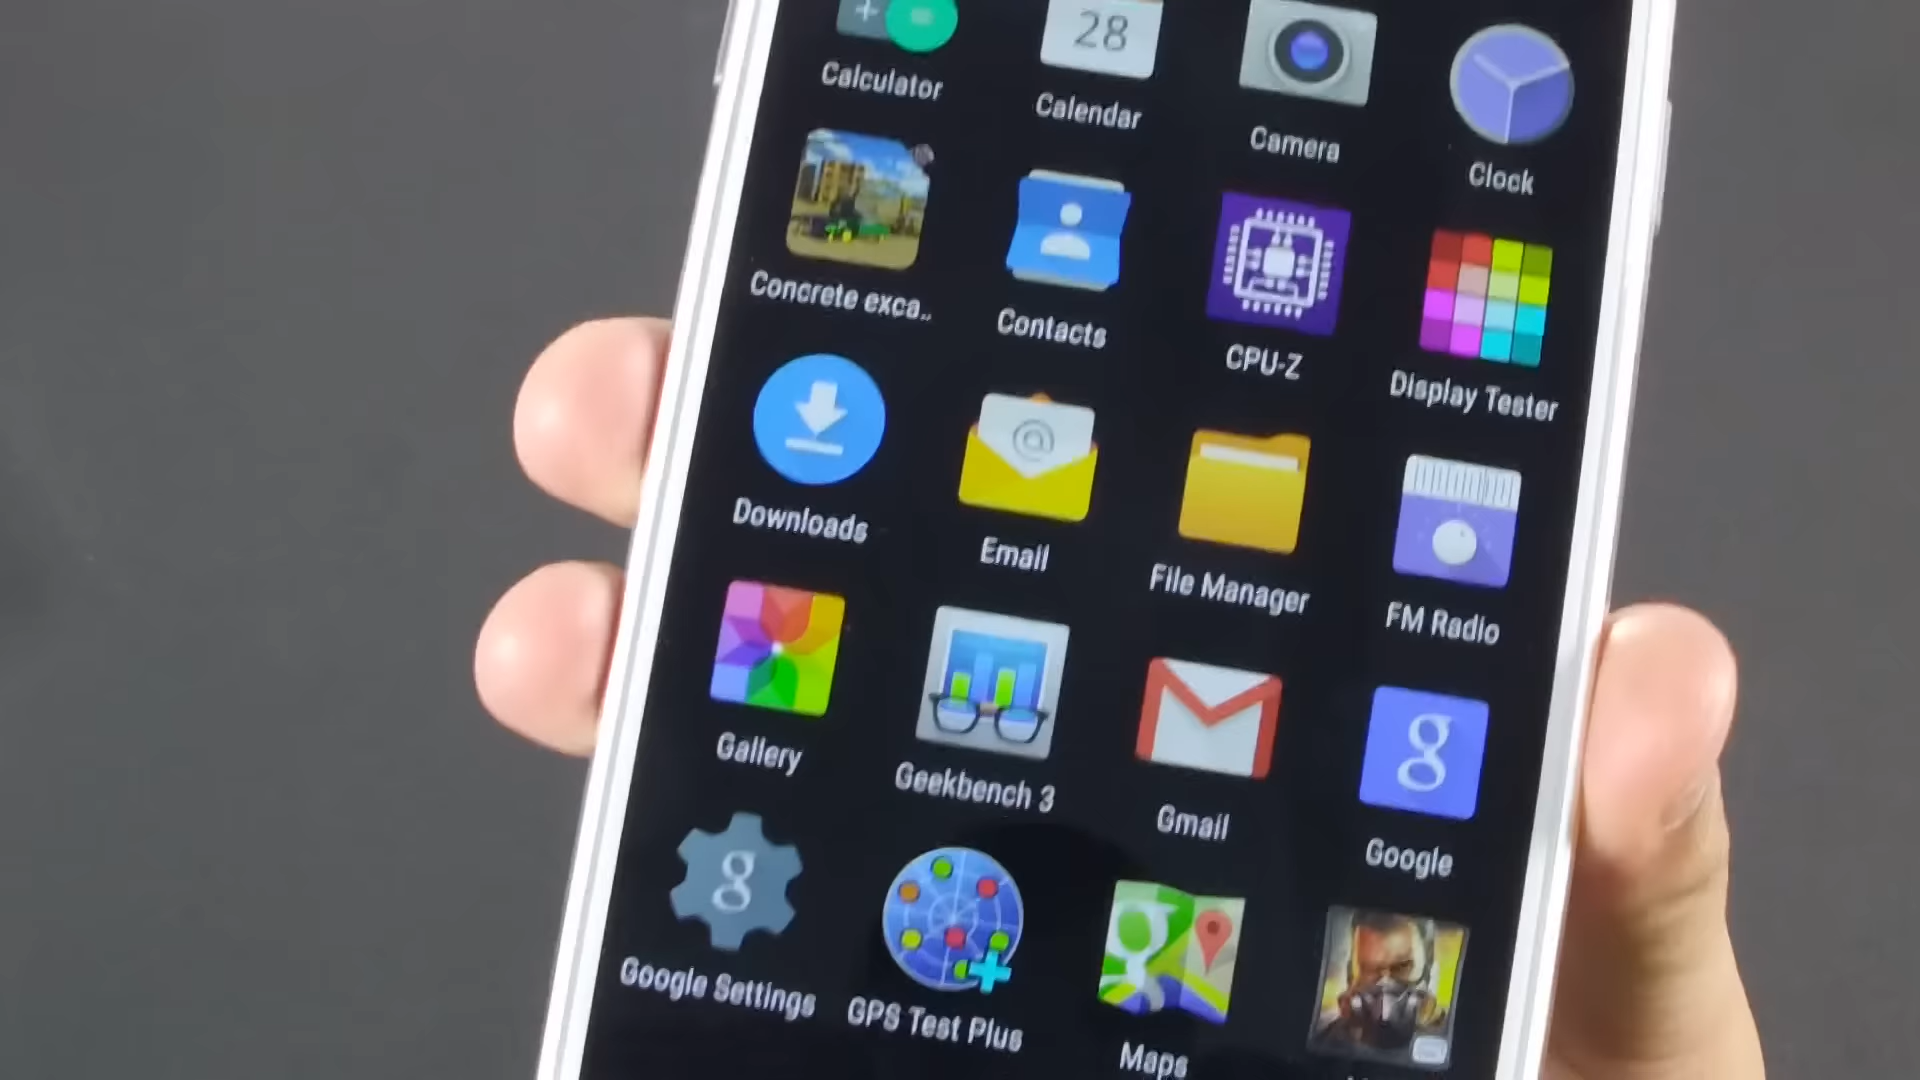 28
Calculator
Calendar
Camera
Clock
Concrete exca..
Contacts
CPU-Z
Display Tester
@
Downloads
Email
File Manager
FM Radio
Gallery
Geekbench 3
Gmail
g
Google
g
Google Settings
GPS Test Plus
g
Maps